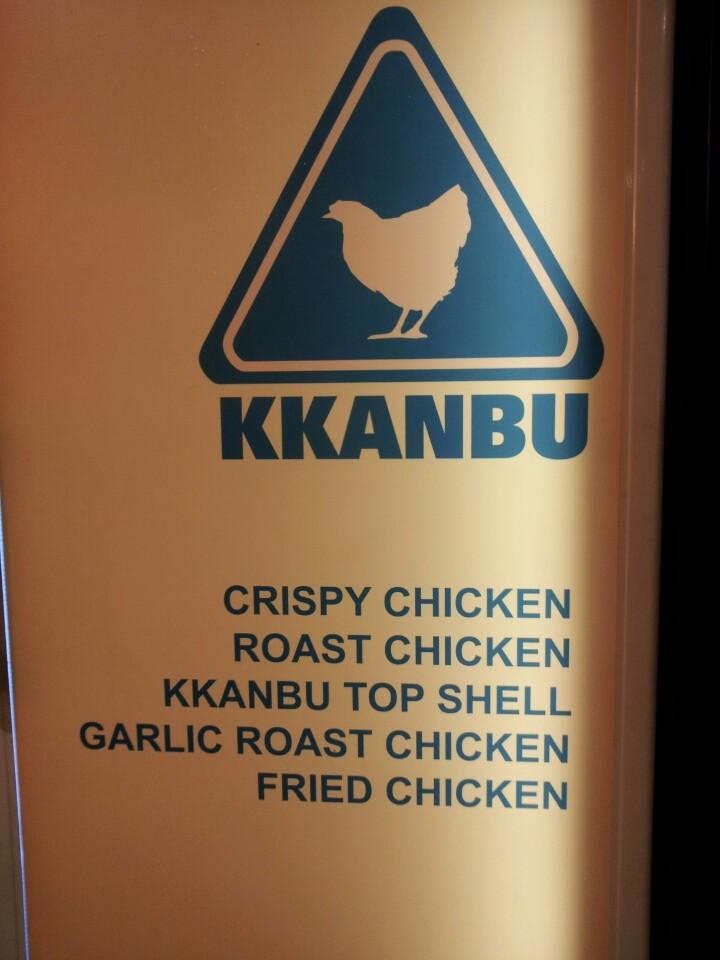 KKANBU
CRISPY CHICKEN
ROAST CHICKEN
KKANBU TOP SHELL
GARLIC ROAST CHICKEN
FRIED CHICKEN